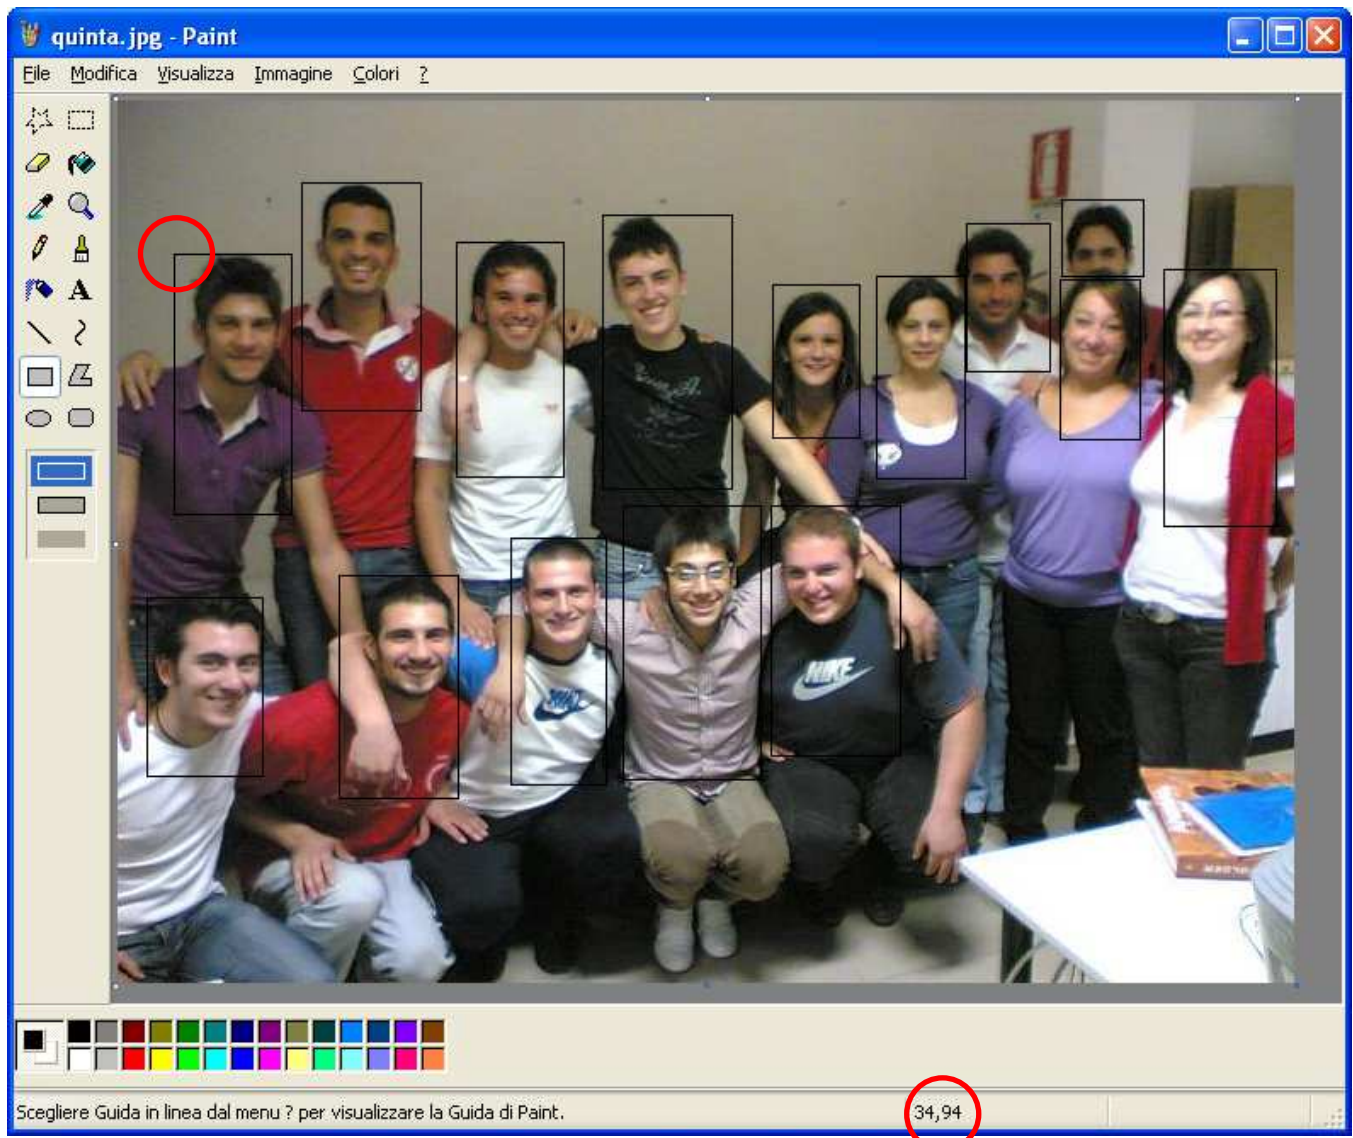 quinta.jpg - Paint
File Modifica Visualizza Immagine Colori ?
A
NIKE
Scegliere Guida in linea dal menu ? per visualizzare la Guida di Paint.
34,94